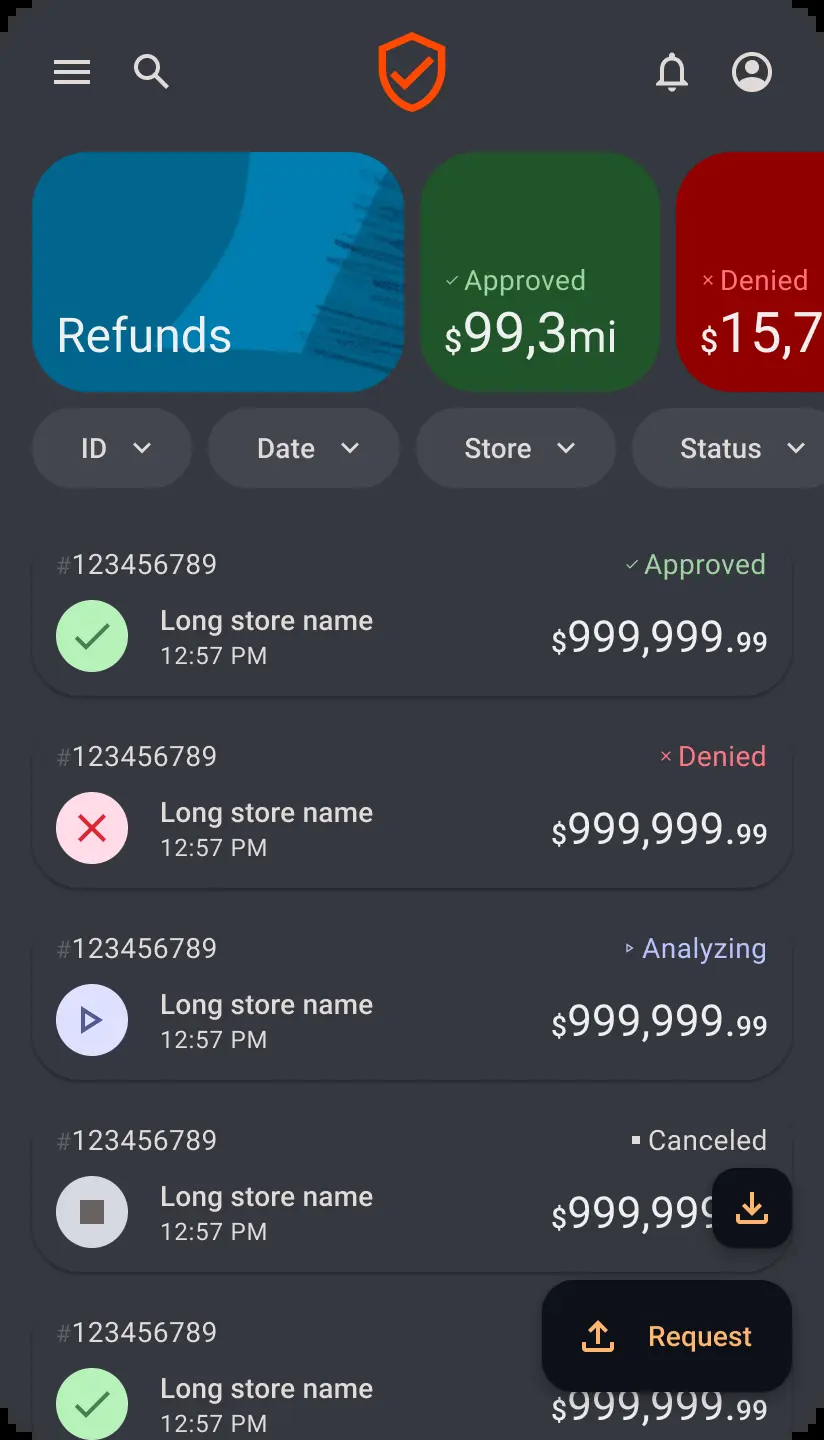 Refunds
Approved
$99,3mi
Denied
$15,7
ID
Date
Store
Status
#123456789
Approved
Long store name
12:57 PM
$999,999.99
#123456789
Denied
Long store name
12:57 PM
$999,999.99
#123456789
Analyzing
Long store name
12:57 PM
$999,999.99
#123456789
Canceled
Long store name
12:57 PM
$999,999
#123456789
Request
Long store name
12:57 PM
$999,999.99